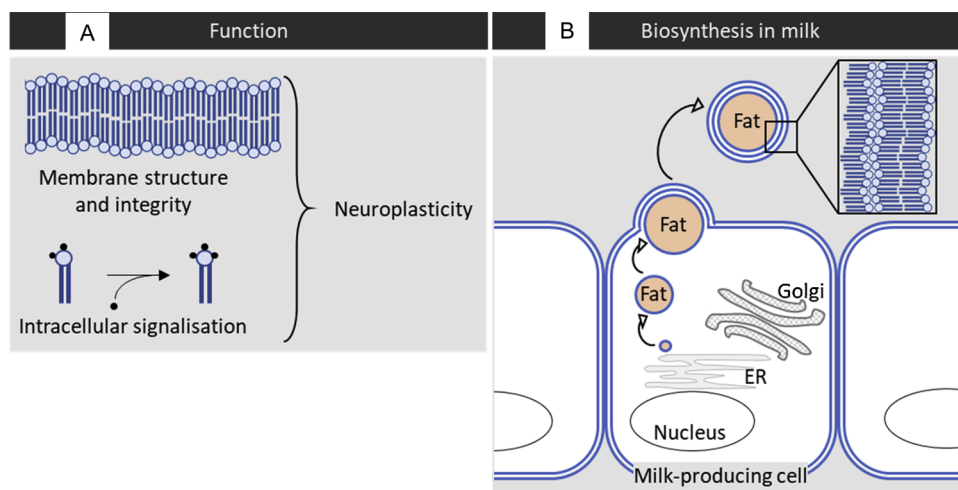 A
Function
Membrane structure
and integrity
Neuroplasticity
Intracellular signalisation
B
Biosynthesis in milk
Fat
Fat
Fat
Golgi
ER
Nucleus
Milk-producing cell